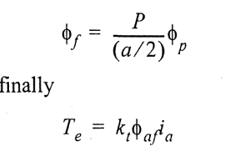 ϕ_f = P/(a/2) ϕ_p
finally
T_e = k_t ϕ_af i_a